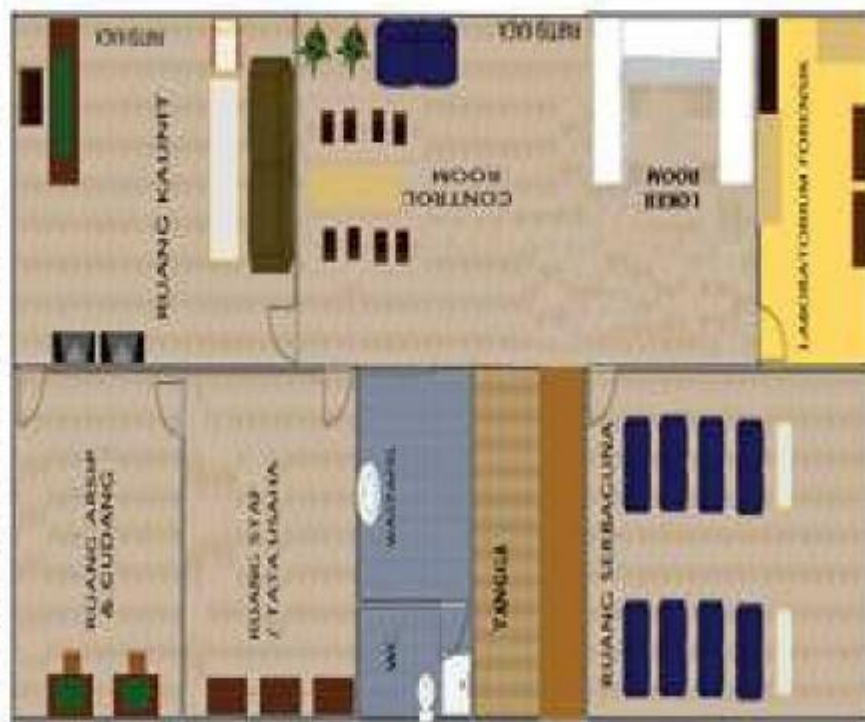 RUANG KAUNIT
CONTROL
ROOM
LOKER
ROOM
LABORATORIUM FORENSIK
RUANG ARSIP
& GUDANG
RUANG STAF
/ TATA USAHA
WASTAFEL
WC
TANGGA
RUANG SERBAGUNA